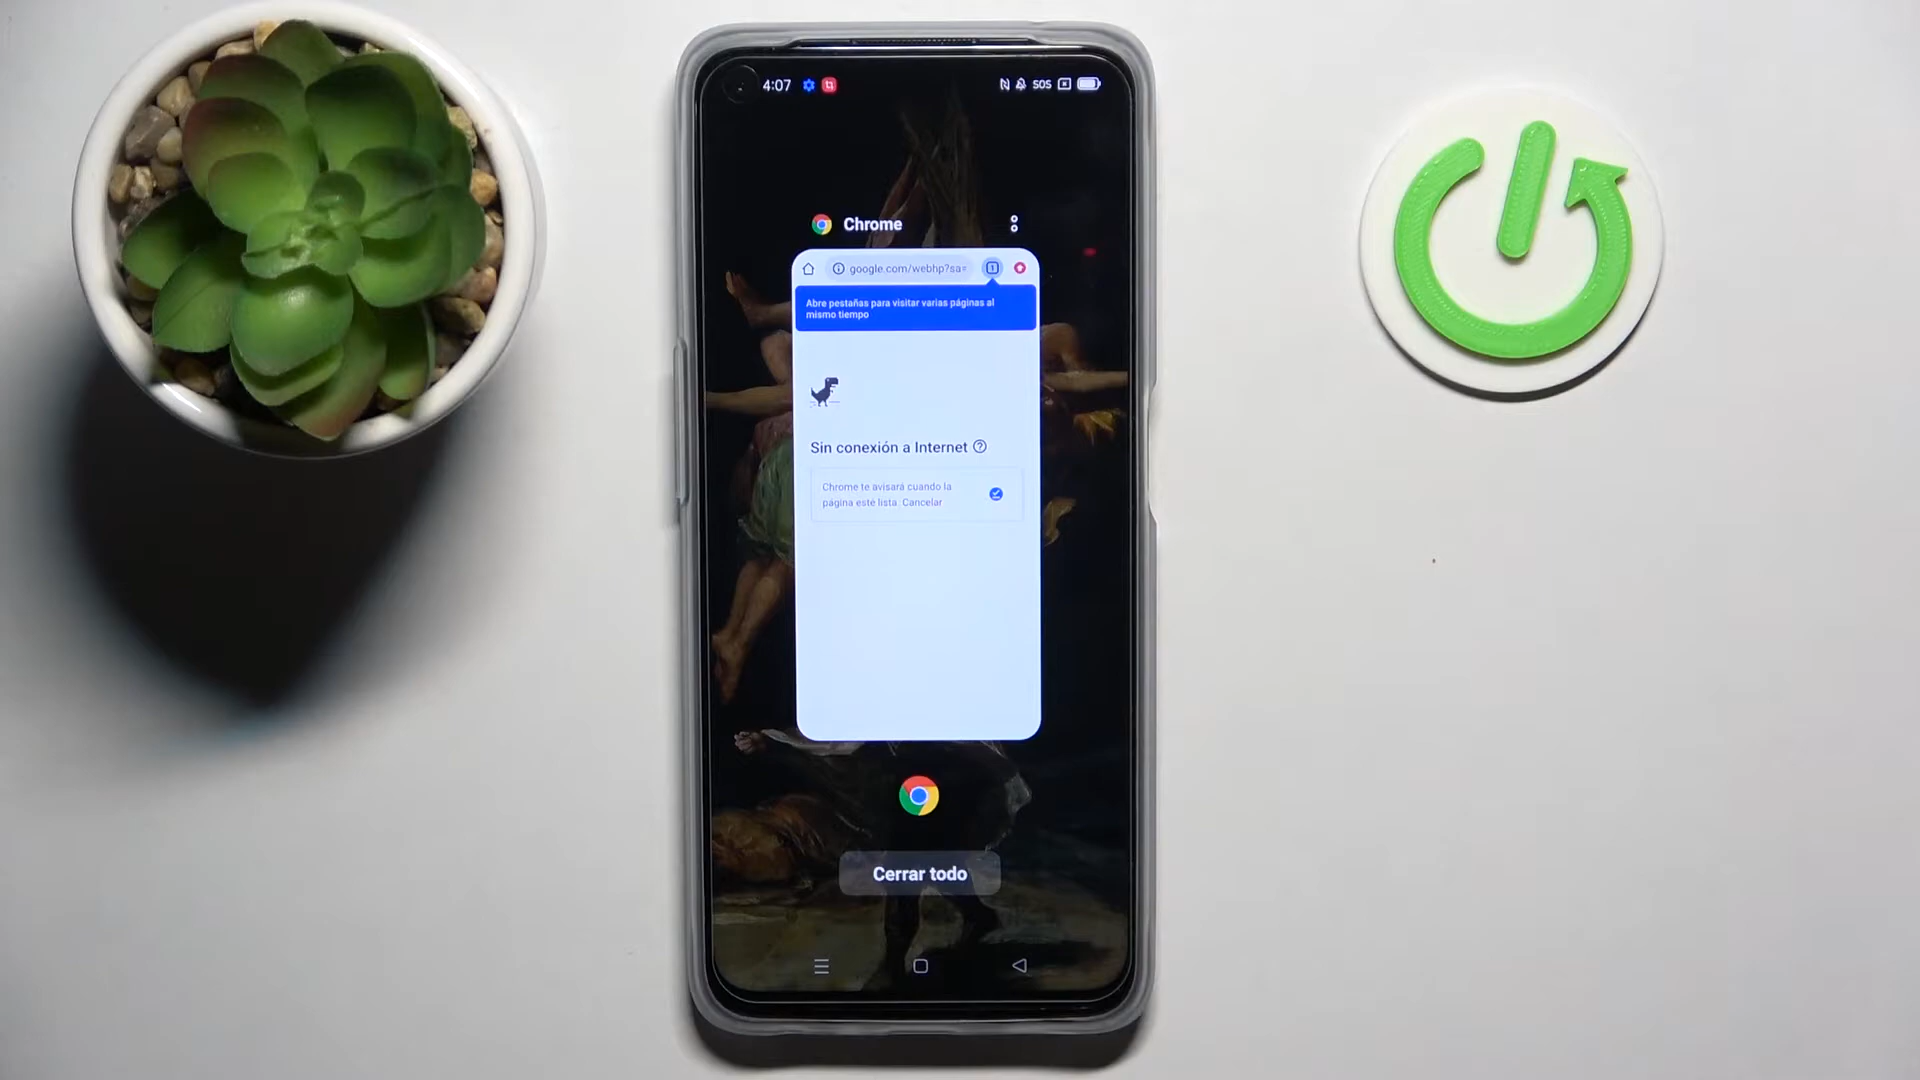 4:07
SOS
Chrome
google.com/webhp?sa=
1
Abre pestañas para visitar varias páginas al
mismo tiempo
Sin conexión a Internet
Chrome te avisará cuando la
página esté lista. Cancelar
Cerrar todo